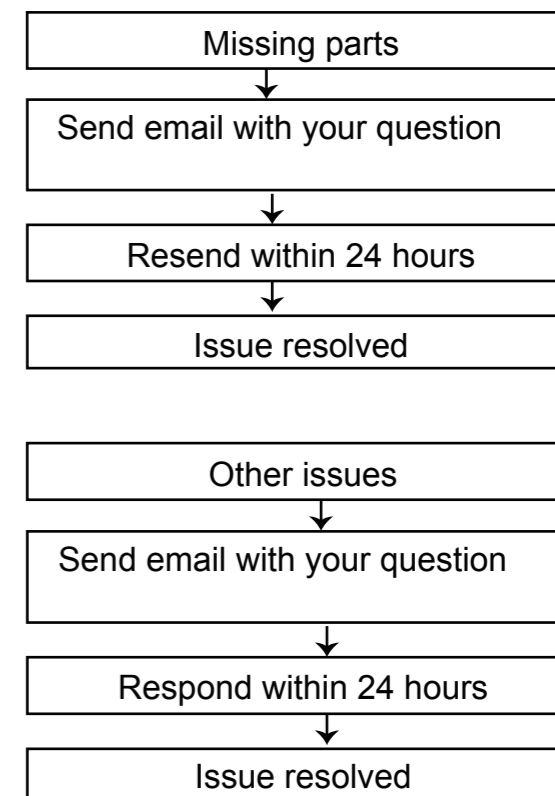 Missing parts
Send email with your question
Resend within 24 hours
Issue resolved
Other issues
Send email with your question
Respond within 24 hours
Issue resolved